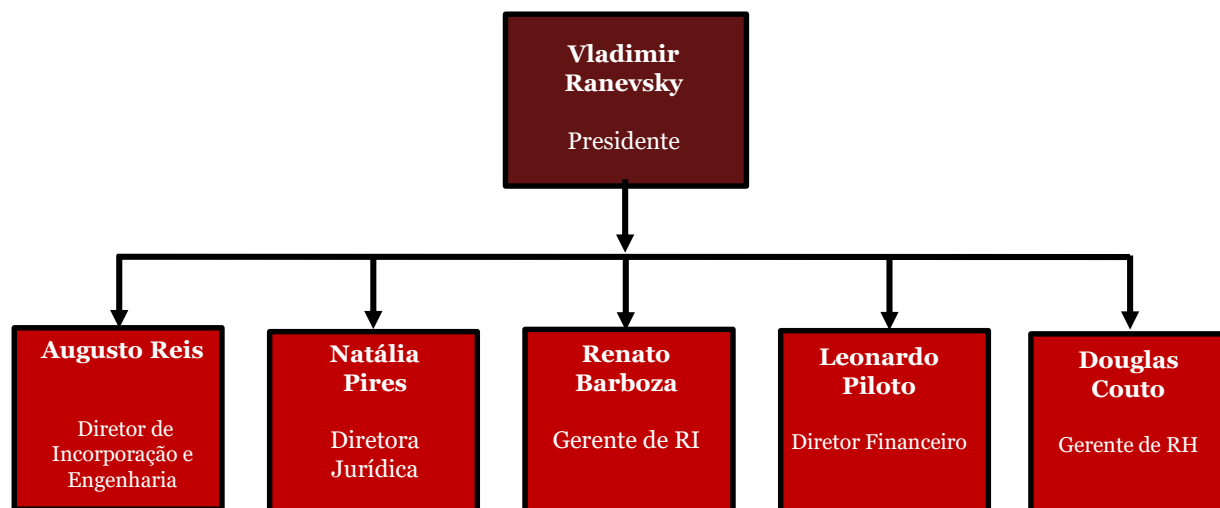 Vladimir
Ranevsky
Presidente
Augusto Reis
Diretor de
Incorporação e
Engenharia
Natália
Pires
Diretora
Jurídica
Renato
Barboza
Gerente de RI
Leonardo
Piloto
Diretor Financeiro
Douglas
Couto
Gerente de RH